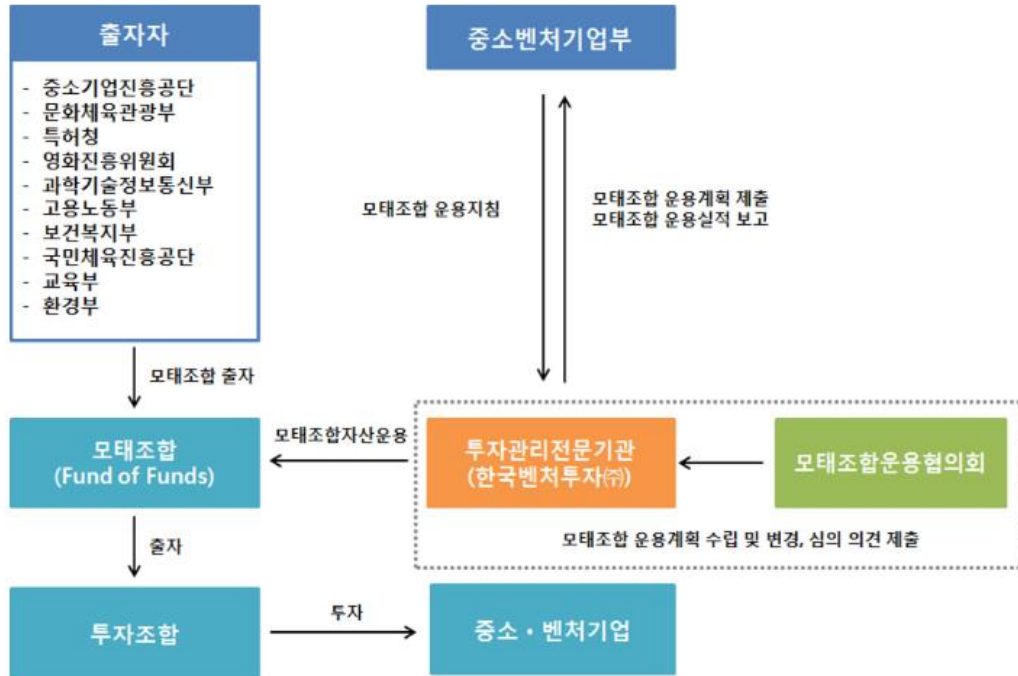 출자자
- 중소기업진흥공단
- 문화체육관광부
- 특허청
- 영화진흥위원회
- 과학기술정보통신부
- 고용노동부
- 보건복지부
- 국민체육진흥공단
- 교육부
- 환경부
중소벤처기업부
모태조합 운용지침
모태조합 운용계획 제출
모태조합 운용실적 보고
모태조합 출자
모태조합
(Fund of Funds)
모태조합자산운용
투자관리전문기관
(한국벤처투자㈜)
모태조합운용협의회
모태조합 운용계획 수립 및 변경, 심의 의견 제출
출자
투자조합
투자
중소・벤처기업